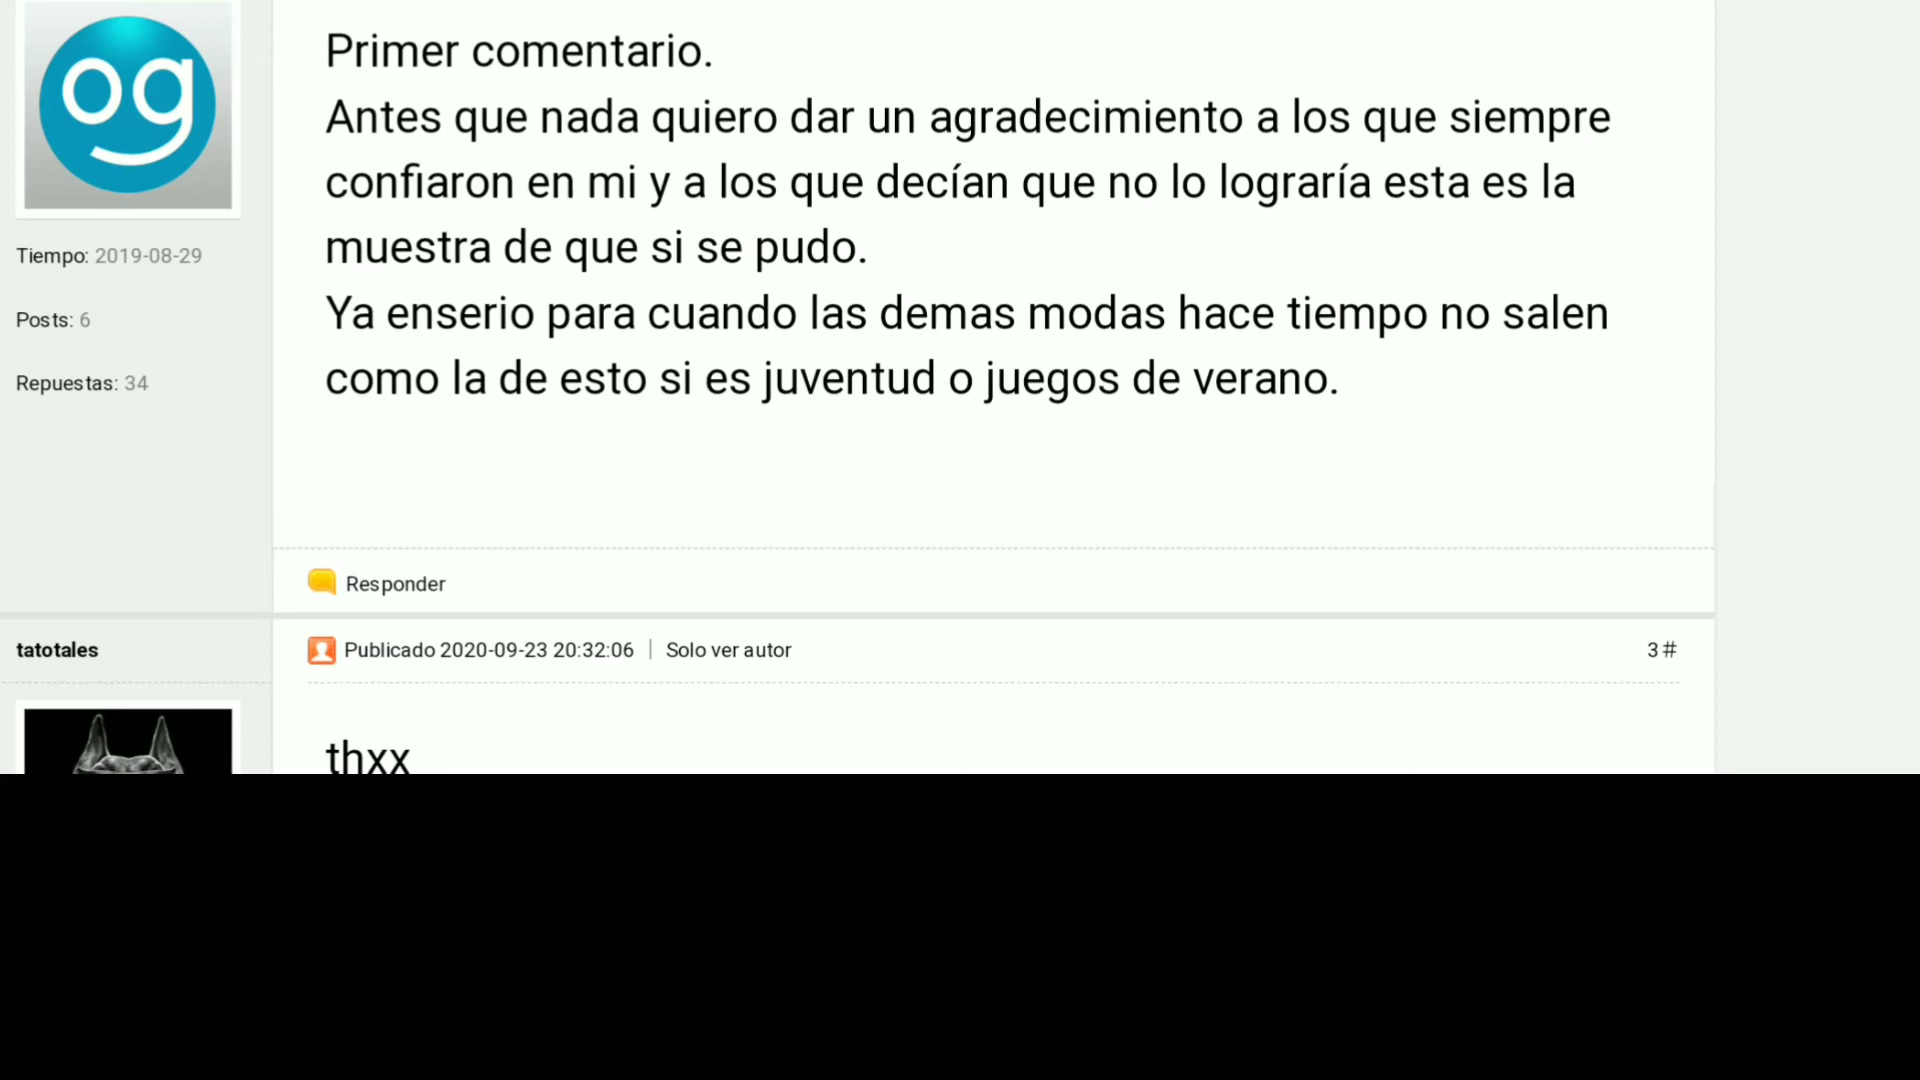 og
Primer comentario.
Antes que nada quiero dar un agradecimiento a los que siempre
confiaron en mi y a los que decían que no lo lograría esta es la
muestra de que si se pudo.
Ya enserio para cuando las demas modas hace tiempo no salen
como la de esto si es juventud o juegos de verano.
Tiempo: 2019-08-29
Posts: 6
Repuestas: 34
Responder
tatotales
Publicado 2020-09-23 20:32:06 | Solo ver autor
3#
thxx